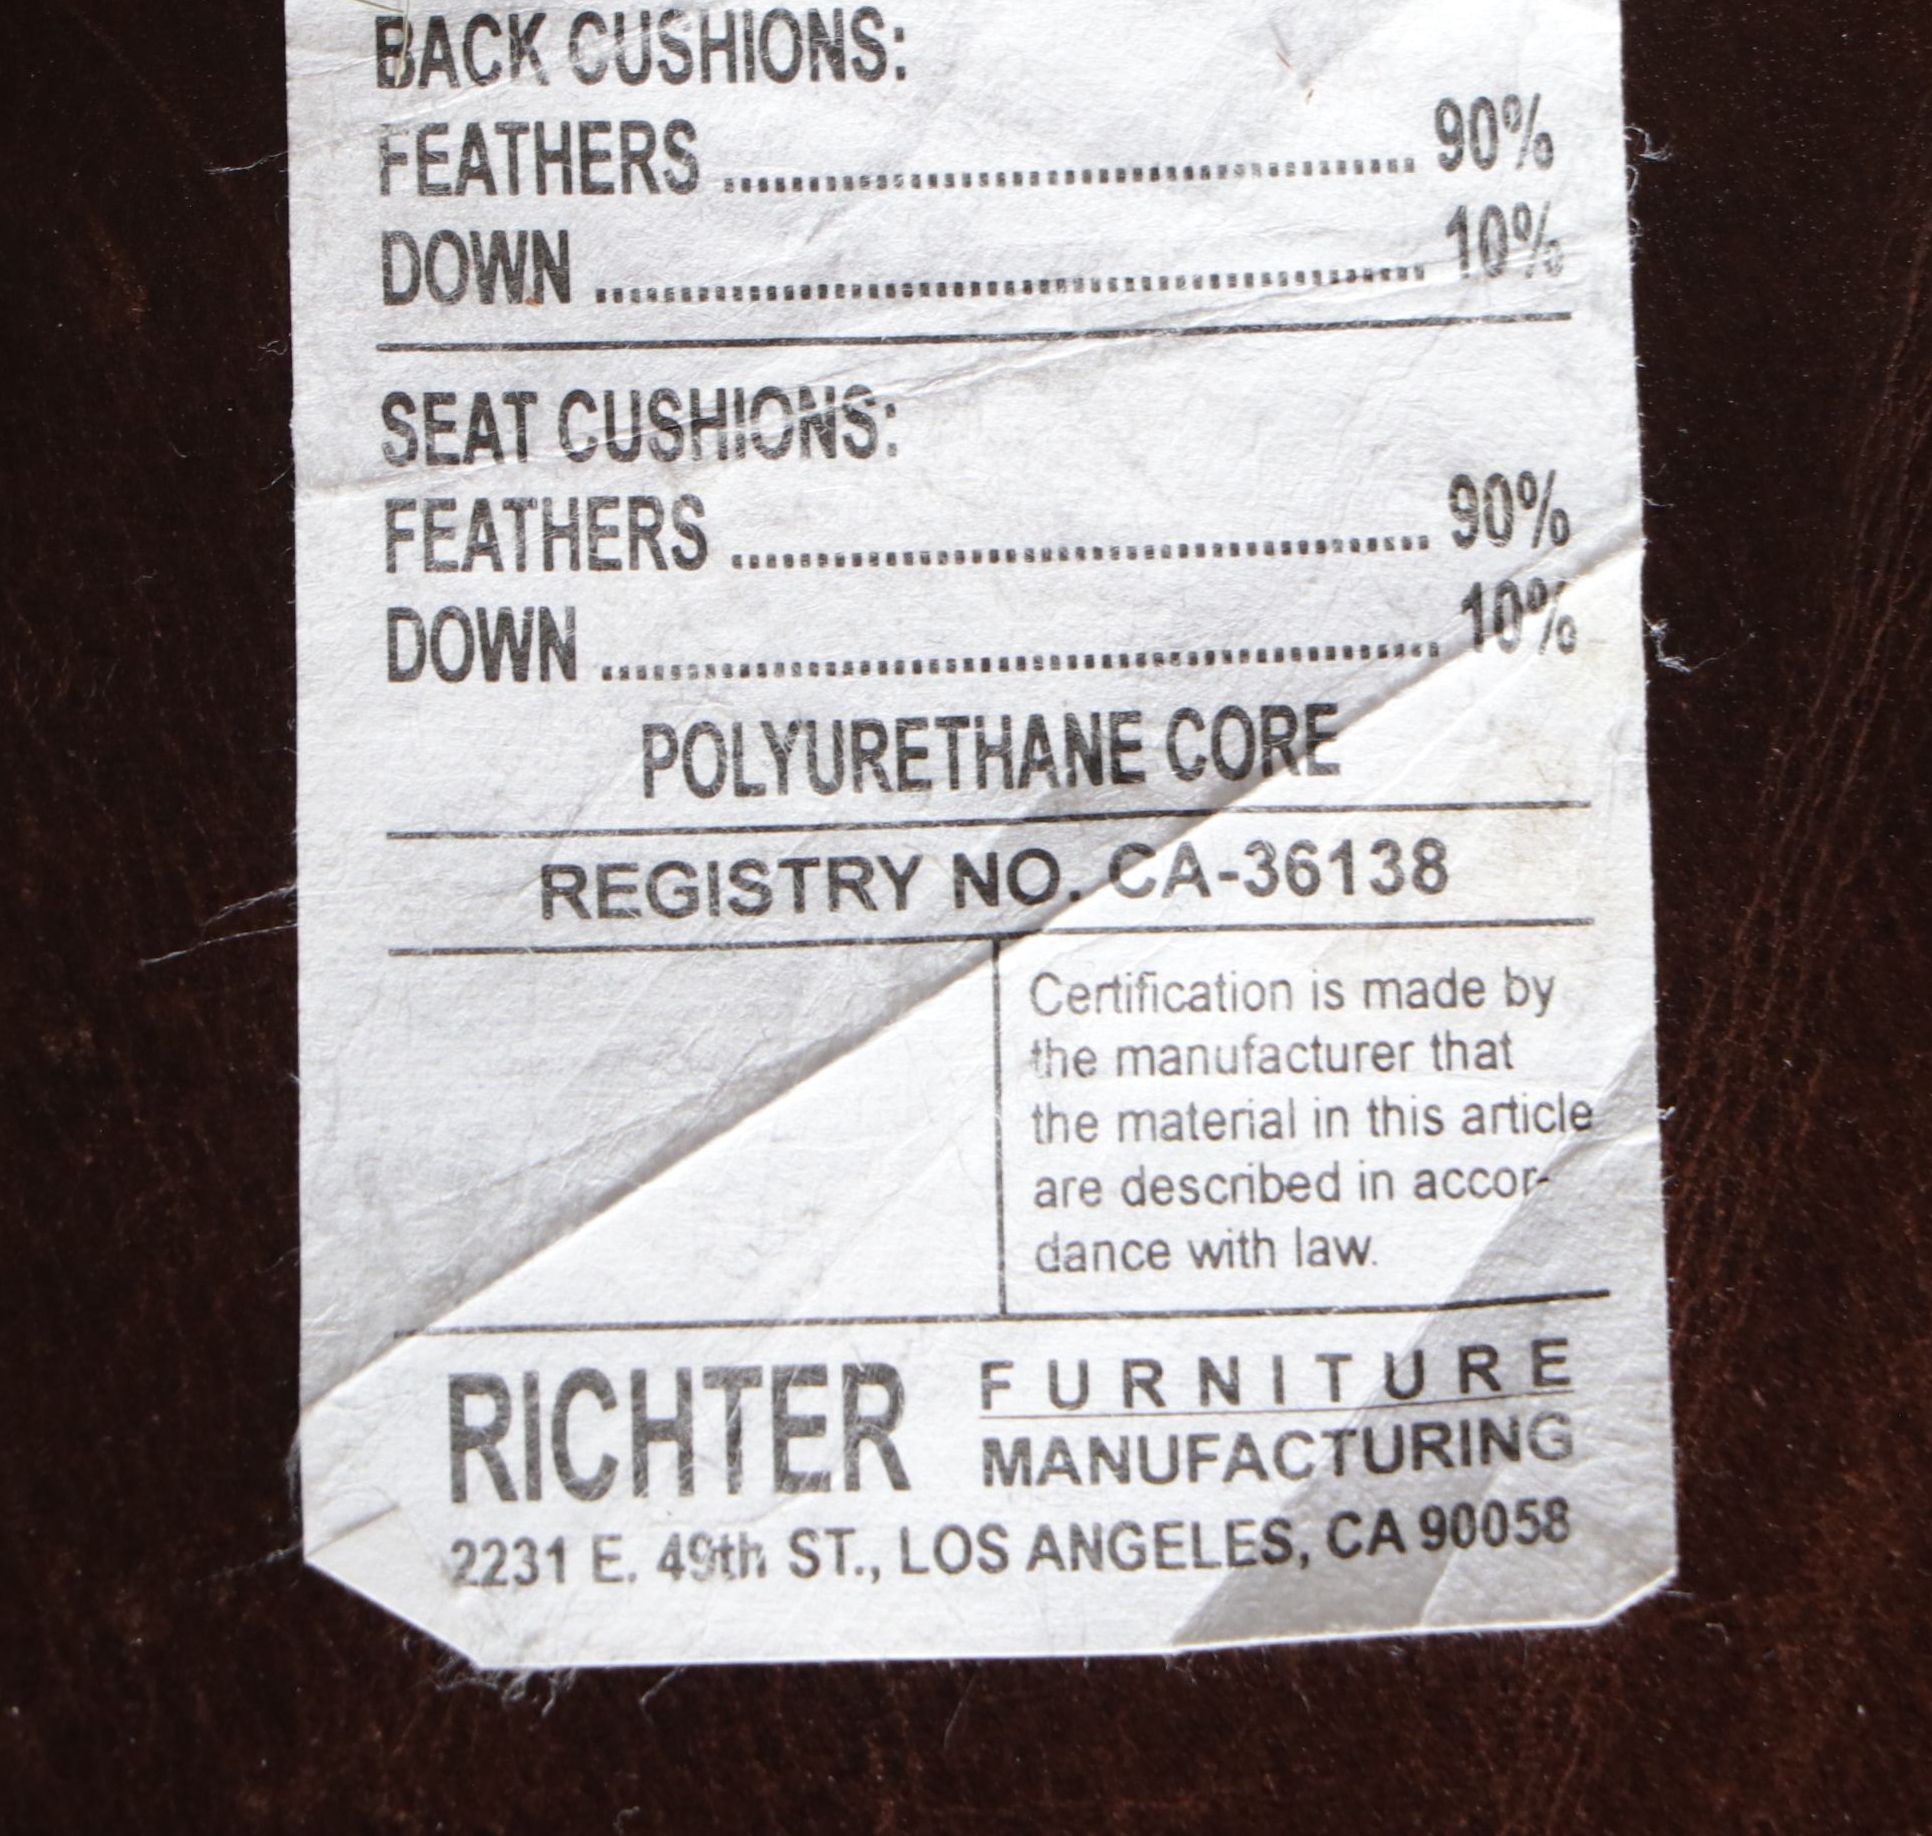 BACK CUSHIONS:
FEATHERS ........................ 90%
DOWN ........................ 10%
SEAT CUSHIONS:
FEATHERS ........................ 90%
DOWN ........................ 10%
POLYURETHANE CORE
REGISTRY NO. CA-36138
Certification is made by
the manufacturer that
the material in this article
are described in accor-
dance with law.
RICHTER FURNITURE
MANUFACTURING
2231 E. 49th ST., LOS ANGELES, CA 90058